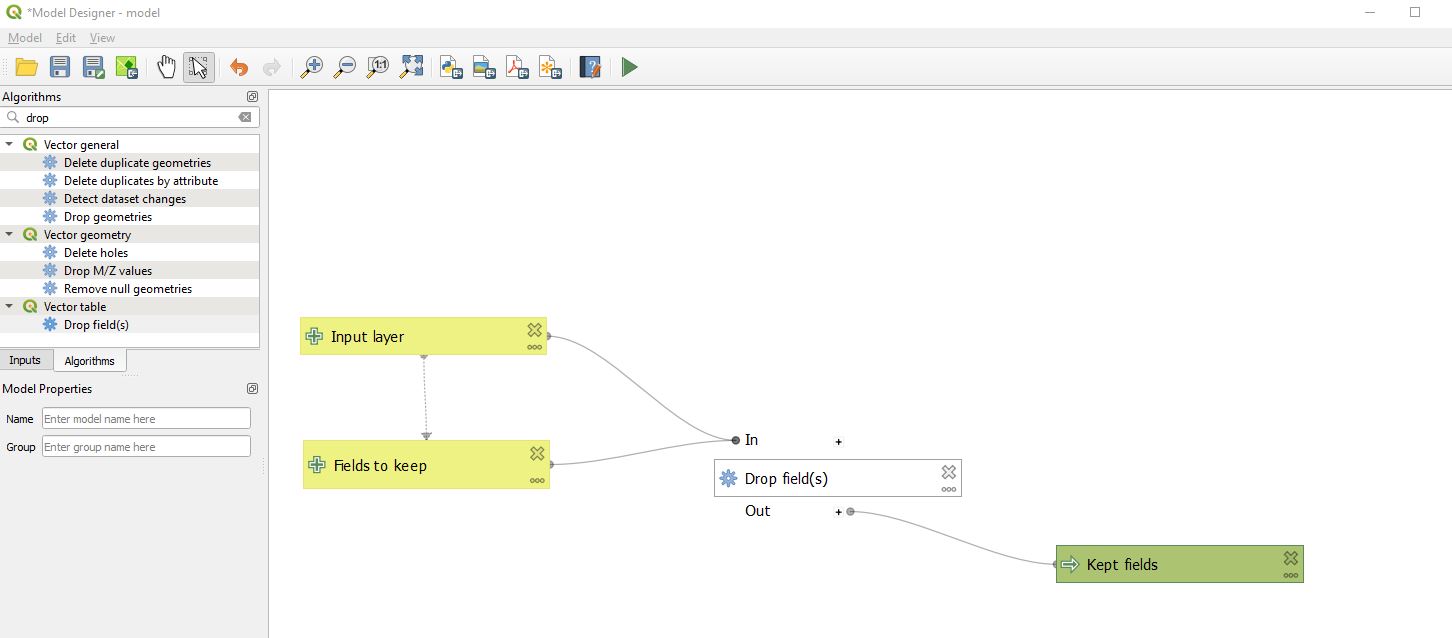 *Model Designer - model
Model Edit View
1:1
Algorithms
drop
Vector general
Delete duplicate geometries
Delete duplicates by attribute
Detect dataset changes
Drop geometries
Vector geometry
Delete holes
Drop M/Z values
Remove null geometries
Vector table
Drop field(s)
Inputs Algorithms
Model Properties
Name Enter model name here
Group Enter group name here
Input layer
Fields to keep
In +
Drop field(s)
Out +
Kept fields